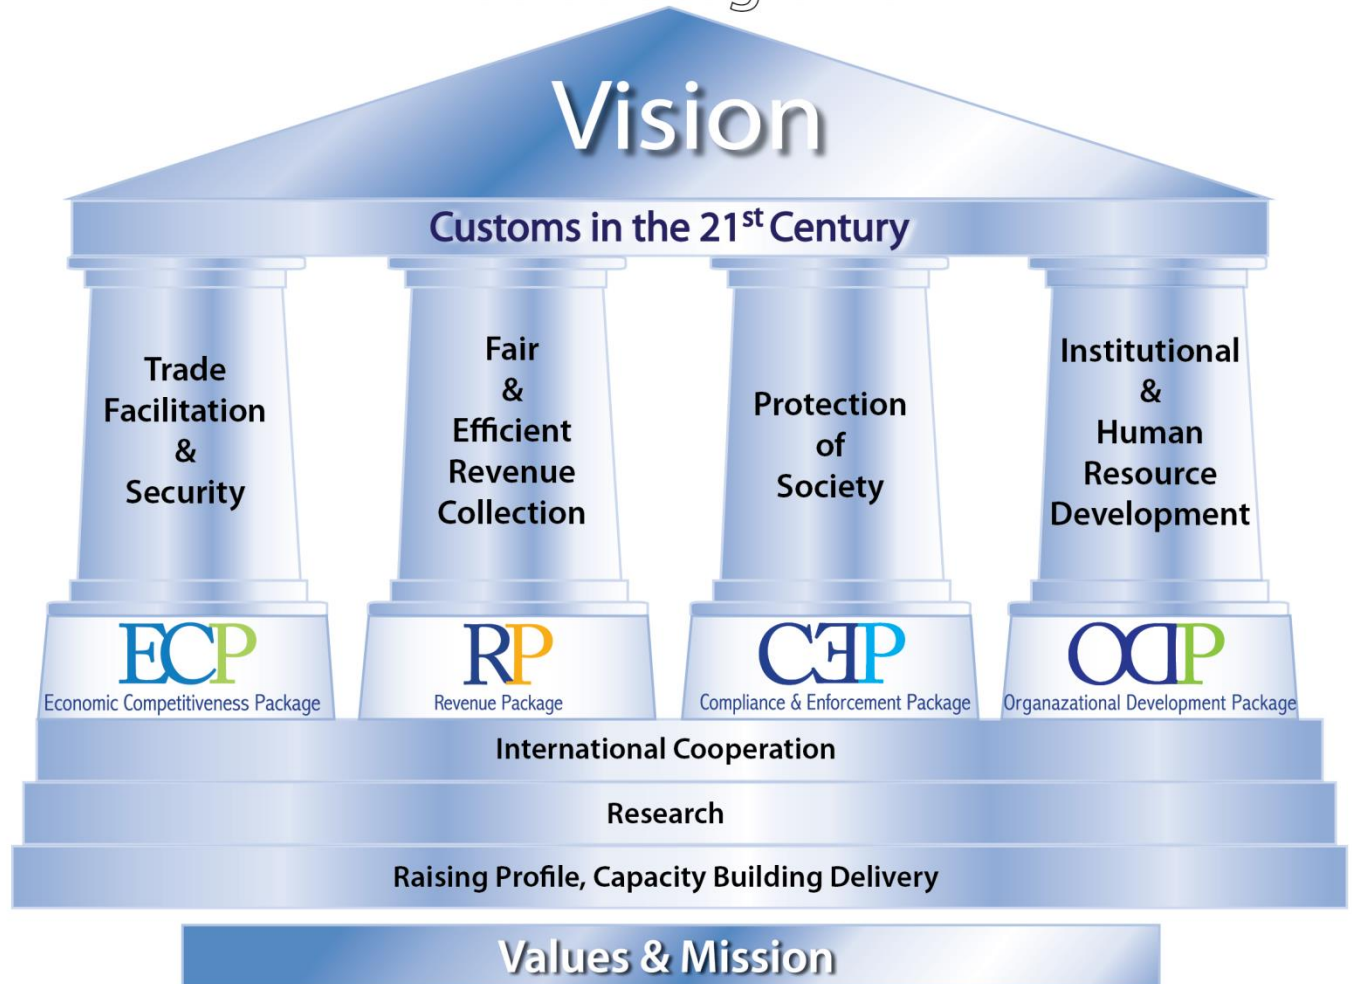 Vision
Customs in the 21st Century
Trade
Facilitation
&
Security
Fair
&
Efficient
Revenue
Collection
Protection
of
Society
Institutional
&
Human
Resource
Development
ECP
Economic Competitiveness Package
RP
Revenue Package
CEP
Compliance & Enforcement Package
ODP
Organazational Development Package
International Cooperation
Research
Raising Profile, Capacity Building Delivery
Values & Mission